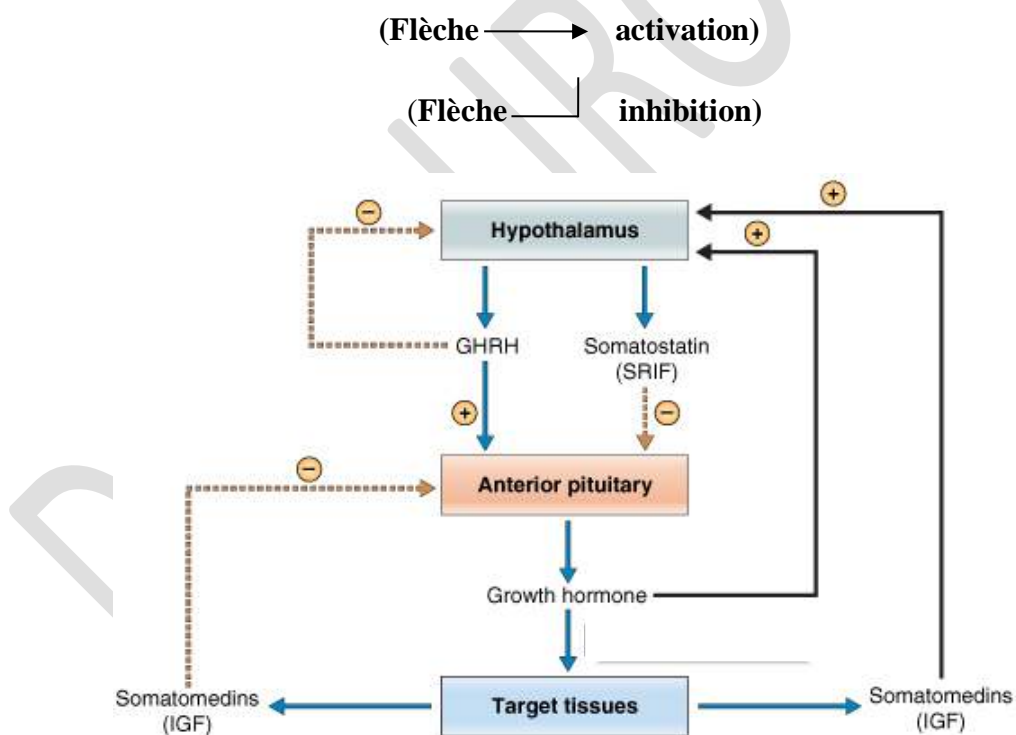 (Flèche activation)
(Flèche inhibition)
+
− Hypothalamus +
GHRH Somatostatin
(SRIF)
+ −
− Anterior pituitary
Growth hormone
Somatomedins Target tissues Somatomedins
(IGF) (IGF)